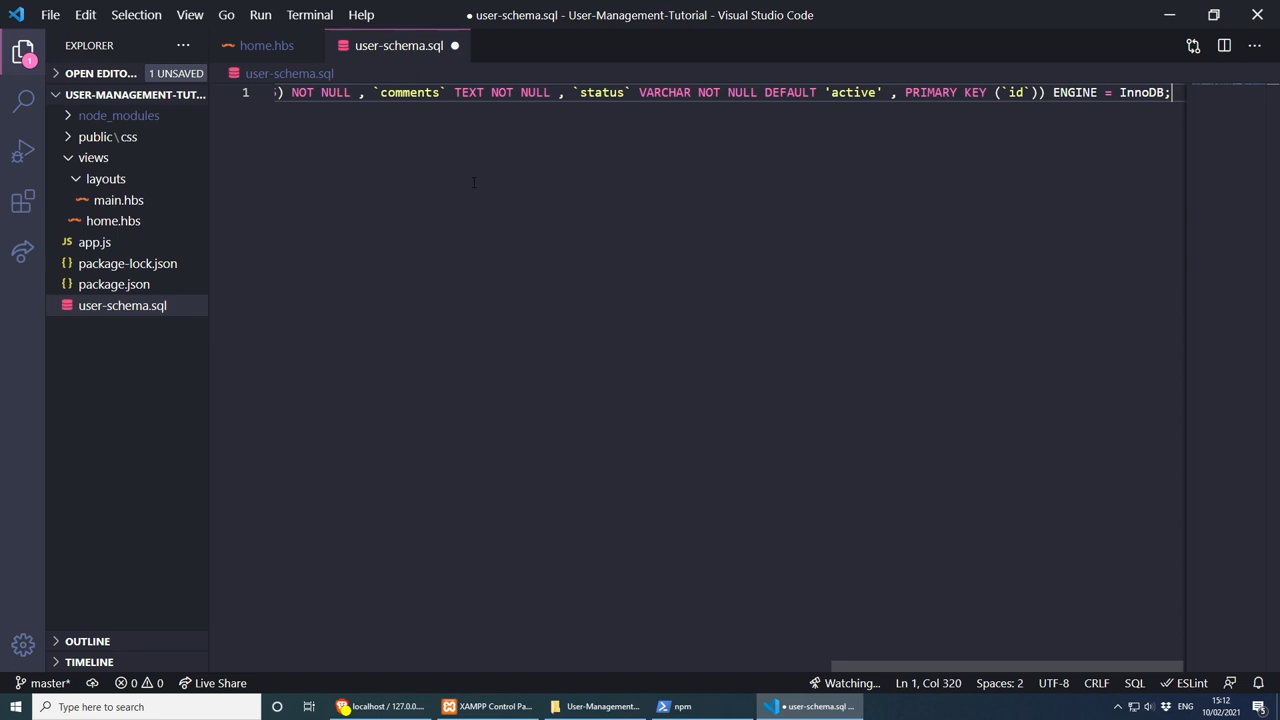 File Edit Selection View Go Run Terminal Help
● user-schema.sql - User-Management-Tutorial - Visual Studio Code
EXPLORER
home.hbs
user-schema.sql
OPEN EDITO... 1 UNSAVED
user-schema.sql
USER-MANAGEMENT-TUT...
1 ) NOT NULL , `comments` TEXT NOT NULL , `status` VARCHAR NOT NULL DEFAULT 'active' , PRIMARY KEY (`id`)) ENGINE = InnoDB;
node_modules
public\css
views
layouts
main.hbs
home.hbs
JS app.js
{} package-lock.json
{} package.json
user-schema.sql
OUTLINE
TIMELINE
master* 0 0 Live Share
Watching... Ln 1, Col 320 Spaces: 2 UTF-8 CRLF SQL ESLint
Type here to search
localhost / 127.0.0....
XAMPP Control Pa...
User-Management...
npm
● user-schema.sql ...
ENG
15:12
10/02/2021